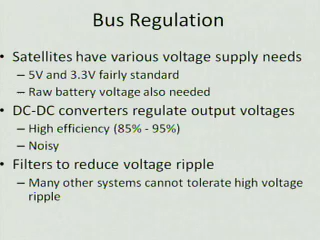 Bus Regulation
• Satellites have various voltage supply needs
– 5V and 3.3V fairly standard
– Raw battery voltage also needed
• DC-DC converters regulate output voltages
– High efficiency (85% - 95%)
– Noisy
• Filters to reduce voltage ripple
– Many other systems cannot tolerate high voltage
ripple